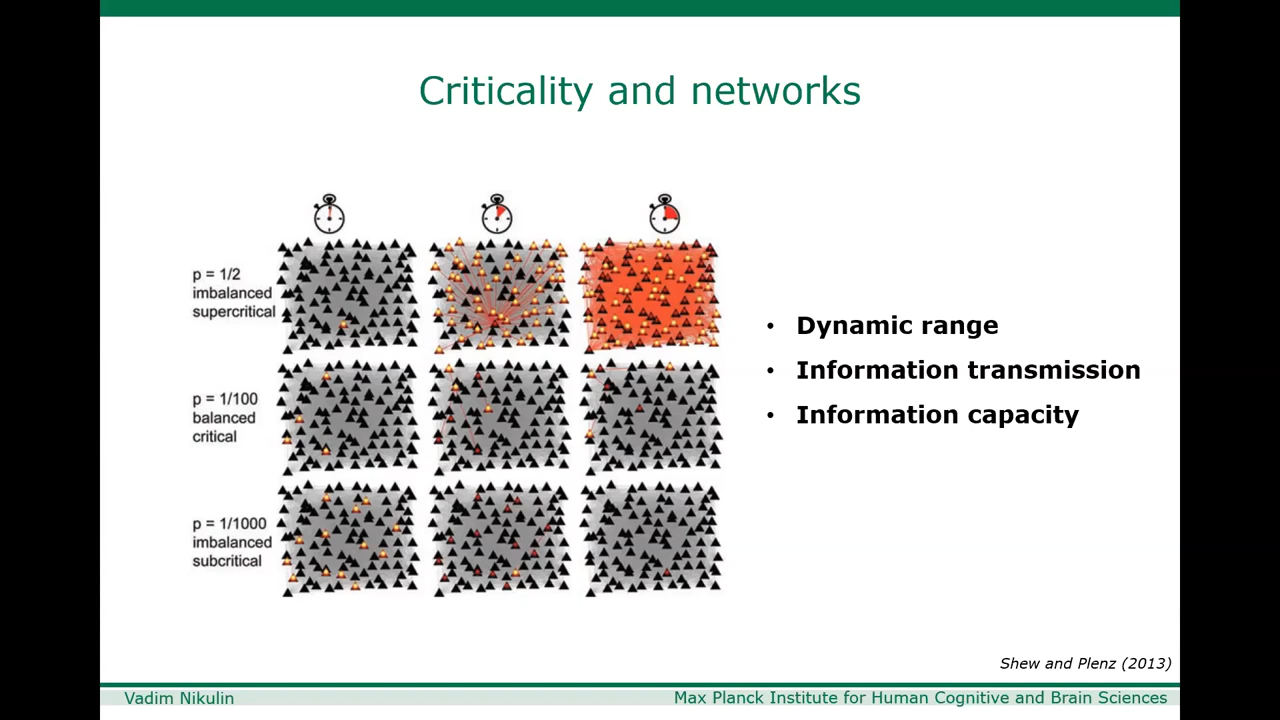 Criticality and networks
p = 1/2
imbalanced
supercritical
p = 1/100
balanced
critical
p = 1/1000
imbalanced
subcritical
• Dynamic range
• Information transmission
• Information capacity
Shew and Plenz (2013)
Vadim Nikulin
Max Planck Institute for Human Cognitive and Brain Sciences